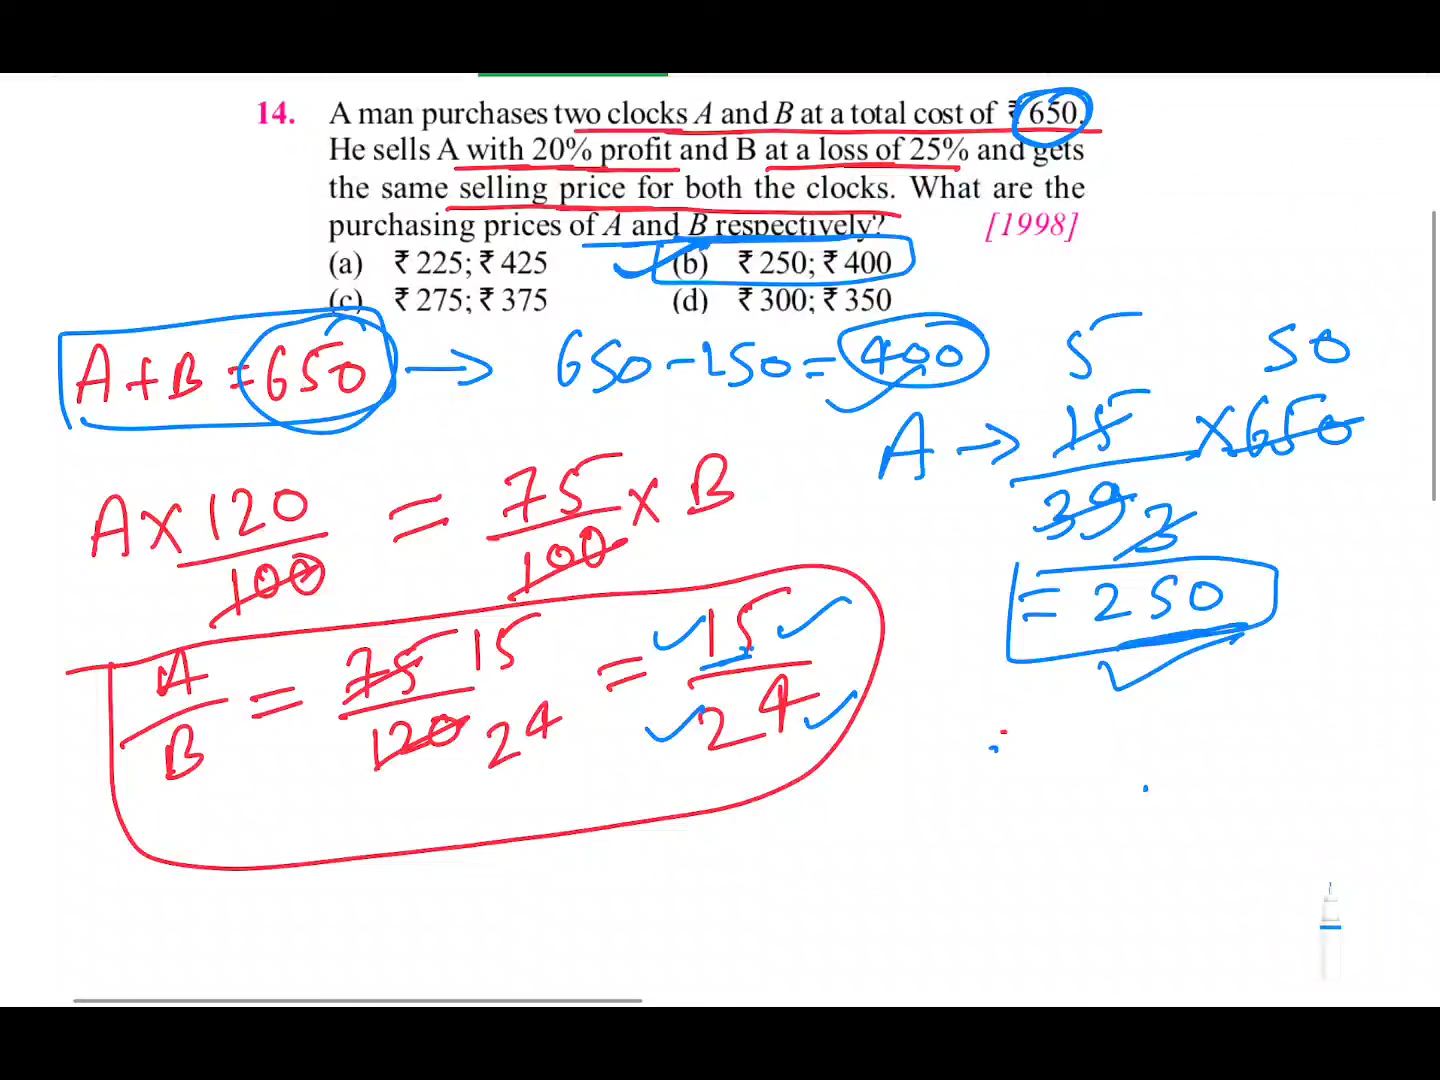 14. A man purchases two clocks A and B at a total cost of ₹ 650.
He sells A with 20% profit and B at a loss of 25% and gets
the same selling price for both the clocks. What are the
purchasing prices of A and B respectively? [1998]
(a) ₹ 225; ₹ 425 (b) ₹ 250; ₹ 400
(c) ₹ 275; ₹ 375 (d) ₹ 300; ₹ 350
A+B = 650 → 650-250 = 400
A × 120/100 = 75/100 × B
A/B = 75/120 15/24 = 15/24
5 50
A → 15/39 × 650
3
= 250